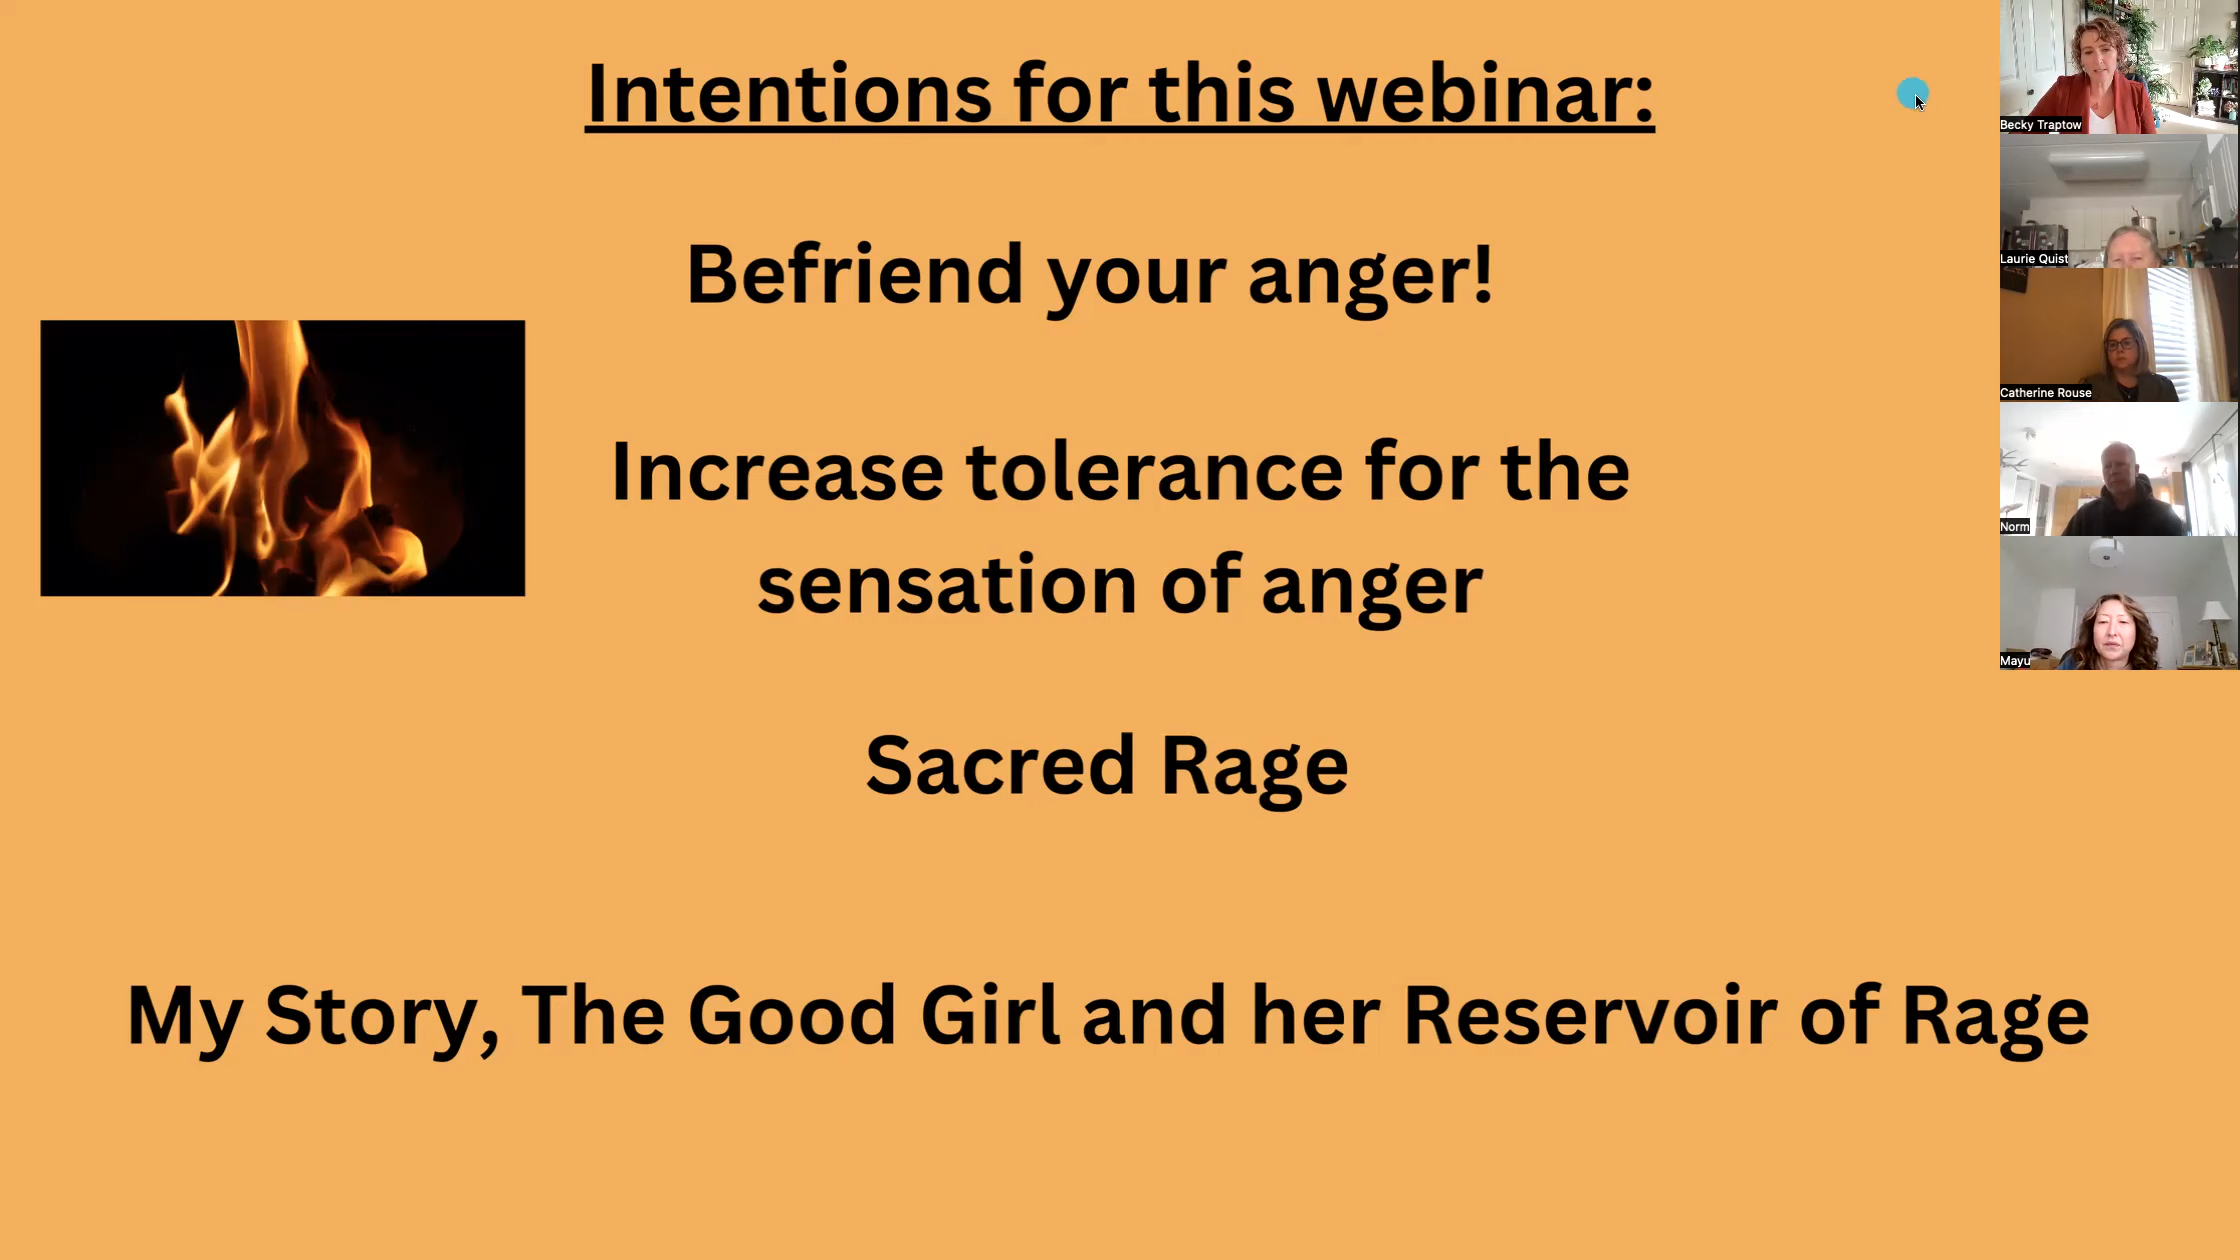 Intentions for this webinar:
Befriend your anger!
Increase tolerance for the
sensation of anger
Sacred Rage
My Story, The Good Girl and her Reservoir of Rage
Becky Traptow
Laurie Quist
Catherine Rouse
Norm
Mayu